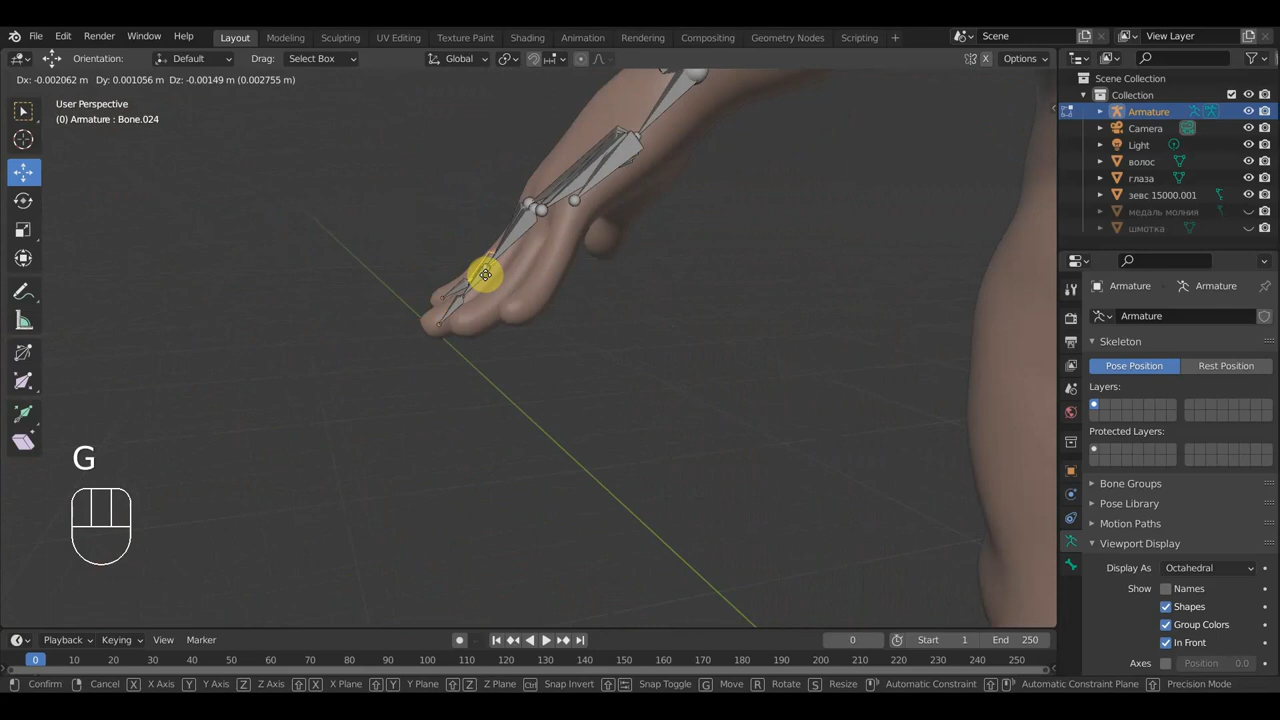 File Edit Render Window Help Layout Modeling Sculpting UV Editing Texture Paint Shading Animation Rendering Compositing Geometry Nodes Scripting + Scene View Layer
Orientation: Default Drag: Select Box Global X Options
Dx: -0.002062 m Dy: 0.001056 m Dz: -0.00149 m (0.002755 m)
User Perspective
(0) Armature : Bone.024
G
Scene Collection
Collection
Armature
Camera
Light
волос
глаза
зевс 15000.001
медаль молния
шмотка
Armature Armature
Armature
Skeleton
Pose Position Rest Position
Layers:
Protected Layers:
Bone Groups
Pose Library
Motion Paths
Viewport Display
Display As Octahedral
Show Names
Shapes
Group Colors
In Front
Axes Position 0.0
Playback Keying View Marker 0 Start 1 End 250
0 10 20 30 40 50 60 70 80 90 100 110 120 130 140 150 160 170 180 190 200 210 220 230 240 250
Confirm Cancel X X Axis Y Y Axis Z Z Axis X X Plane Y Y Plane Z Z Plane Ctrl Snap Invert Snap Toggle G Move R Rotate S Resize Automatic Constraint Automatic Constraint Plane Precision Mode